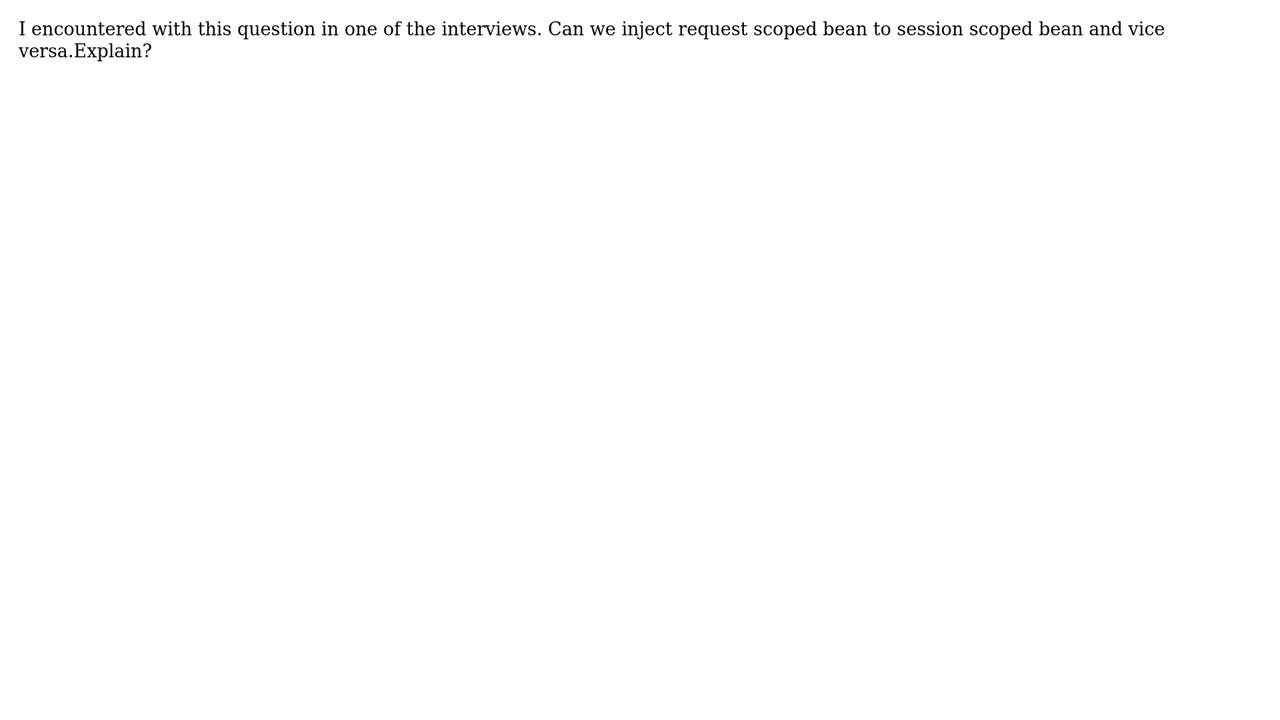 I encountered with this question in one of the interviews. Can we inject request scoped bean to session scoped bean and vice
versa.Explain?